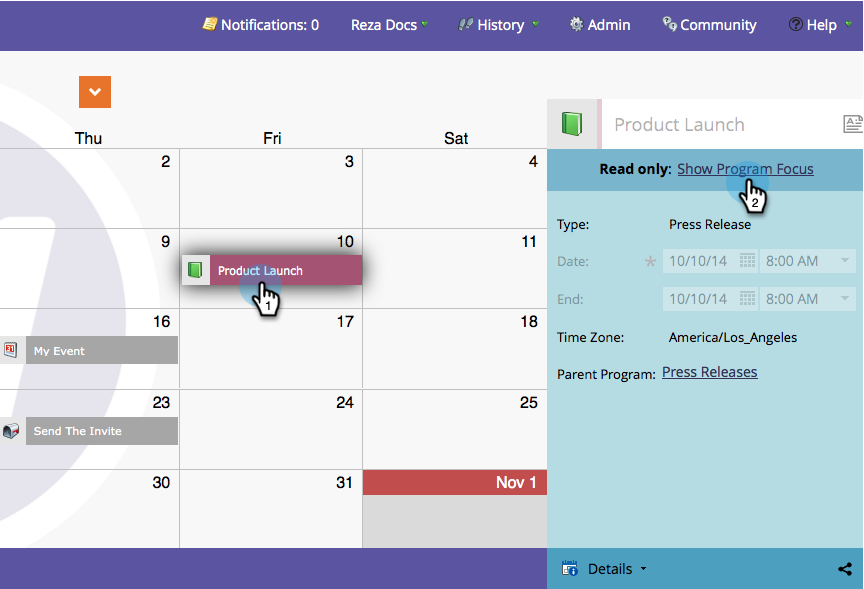 Notifications: 0 Reza Docs History Admin Community Help
Thu Fri Sat
2 3 4
9 10 11
Product Launch
1
16 17 18
My Event
23 24 25
Send The Invite
30 31 Nov 1
Product Launch
Read only: Show Program Focus
2
Type: Press Release
Date: * 10/10/14 8:00 AM
End: 10/10/14 8:00 AM
Time Zone: America/Los_Angeles
Parent Program: Press Releases
Details